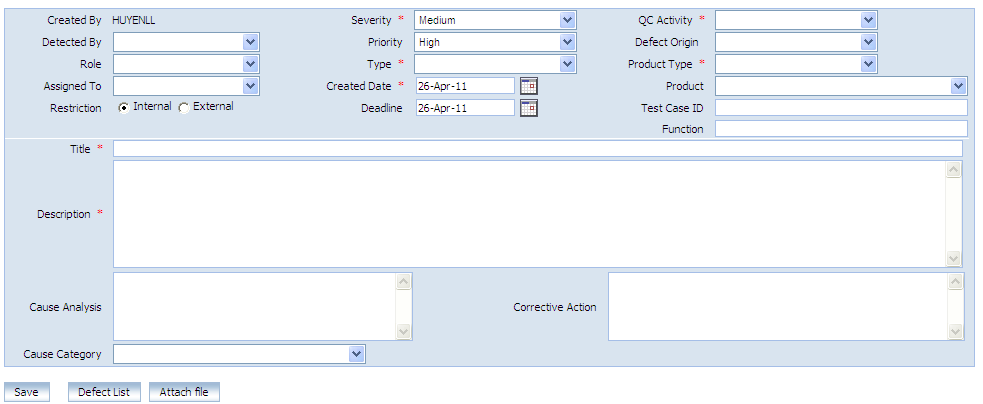 Created By HUYENLL Severity * Medium QC Activity *
Detected By Priority High Defect Origin
Role Type * Product Type *
Assigned To Created Date * 26-Apr-11 Product
Restriction Internal External Deadline 26-Apr-11 Test Case ID
Function
Title *
Description *
Cause Analysis Corrective Action
Cause Category
Save Defect List Attach file